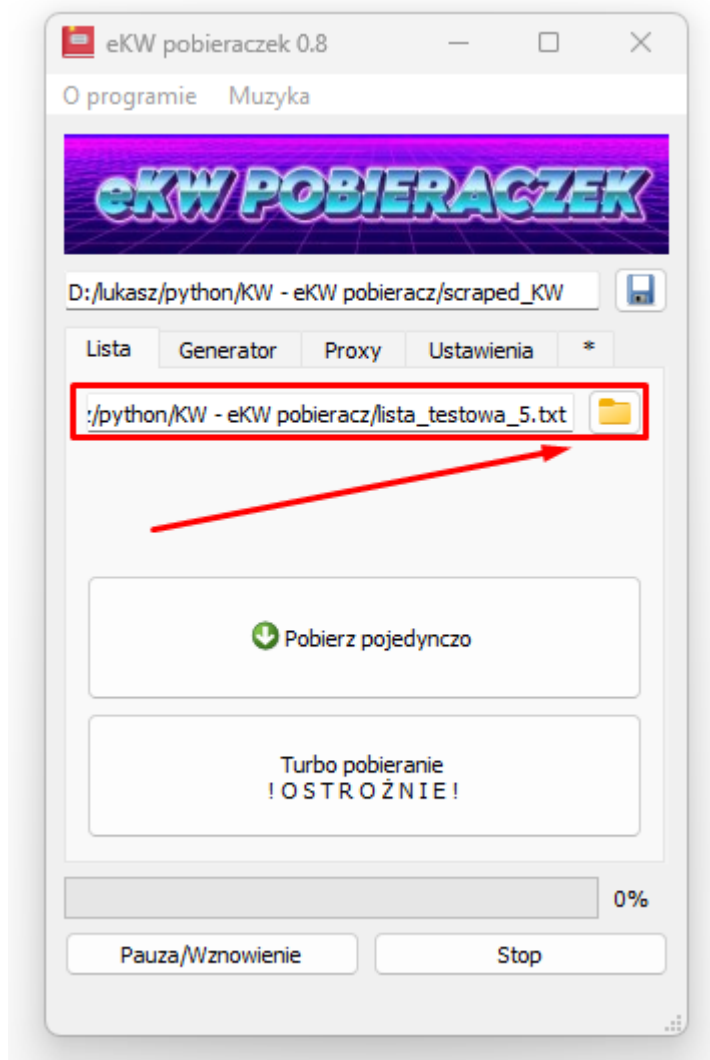 eKW pobieraczek 0.8
O programie Muzyka
eKW POBIERACZEK
D:/lukasz/python/KW - eKW pobieracz/scraped_KW
Lista Generator Proxy Ustawienia *
:/python/KW - eKW pobieracz/lista_testowa_5.txt
Pobierz pojedynczo
Turbo pobieranie
! O S T R O Ż N I E !
0%
Pauza/Wznowienie Stop